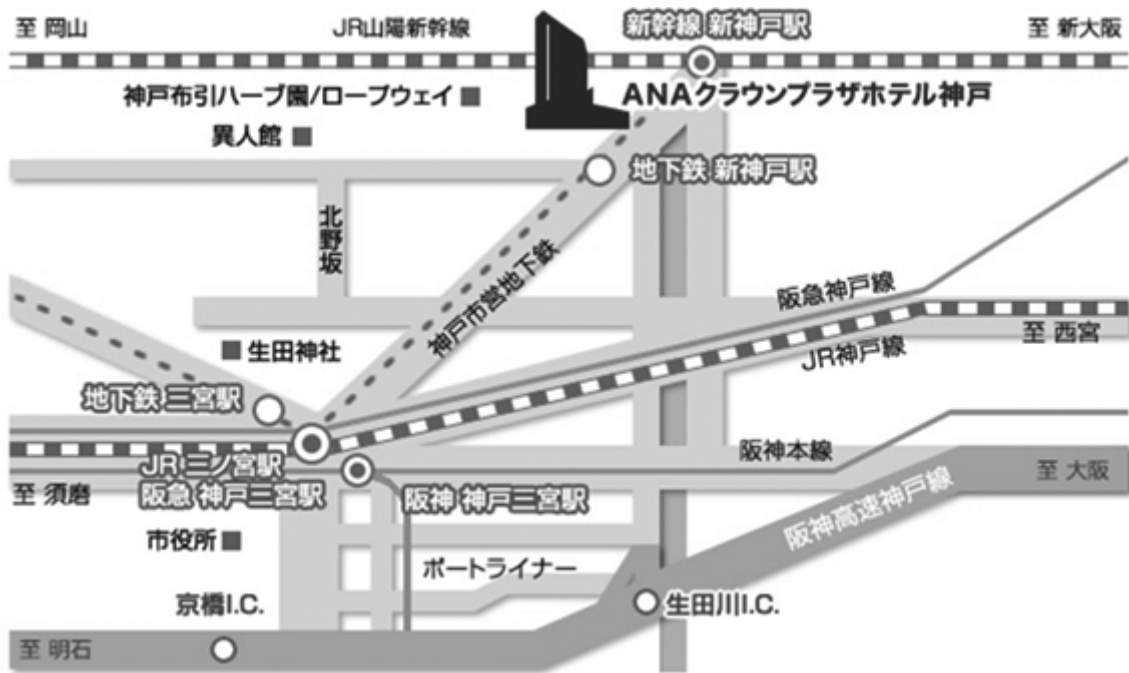 至 岡山
JR山陽新幹線
新幹線 新神戸駅
至 新大阪
神戸布引ハーブ園/ロープウェイ
ANAクラウンプラザホテル神戸
異人館
地下鉄 新神戸駅
北野坂
神戸市営地下鉄
阪急神戸線
至 西宮
JR神戸線
生田神社
地下鉄 三宮駅
阪神本線
JR 三ノ宮駅
阪急 神戸三宮駅
至 須磨
阪神 神戸三宮駅
至 大阪
阪神高速神戸線
市役所
ポートライナー
京橋I.C.
生田川I.C.
至 明石